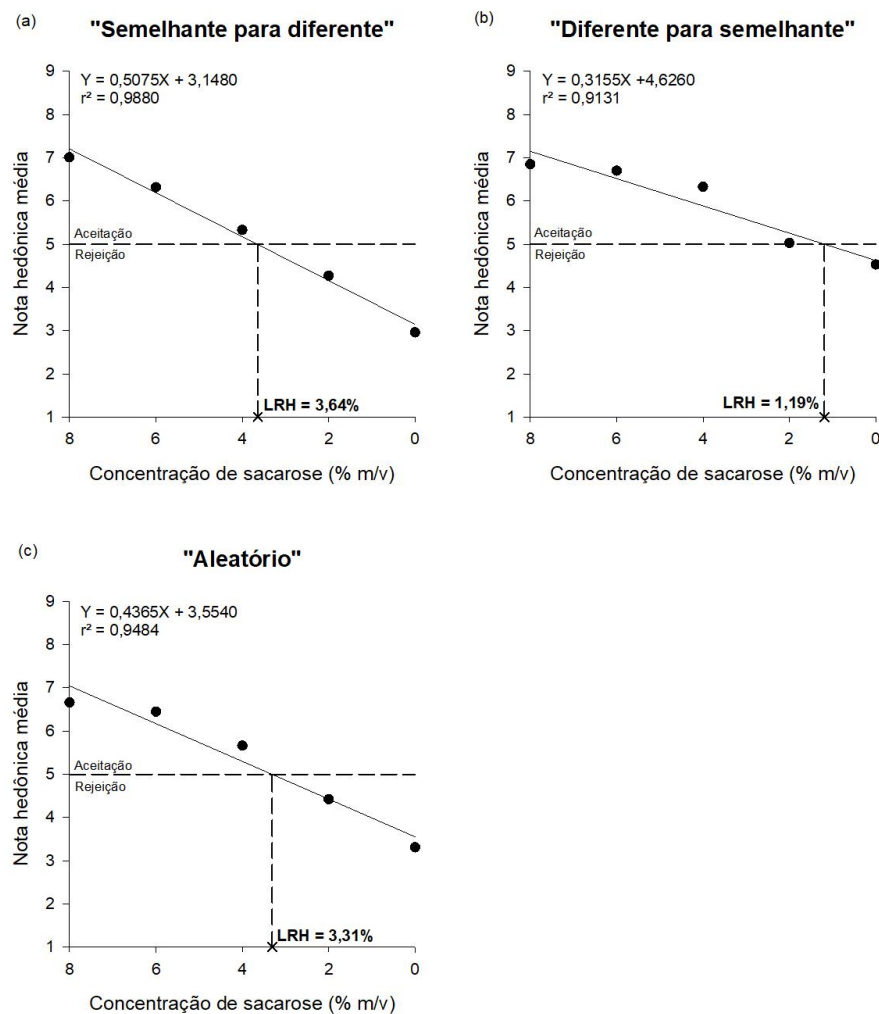 (a)
"Semelhante para diferente"
Y = 0,5075X + 3,1480
r² = 0,9880
9
8
7
6
5
4
3
2
1
Nota hedônica média
Aceitação
Rejeição
LRH = 3,64%
8 6 4 2 0
Concentração de sacarose (% m/v)
(b)
"Diferente para semelhante"
Y = 0,3155X +4,6260
r² = 0,9131
9
8
7
6
5
4
3
2
1
Nota hedônica média
Aceitação
Rejeição
LRH = 1,19%
8 6 4 2 0
Concentração de sacarose (% m/v)
(c)
"Aleatório"
Y = 0,4365X + 3,5540
r² = 0,9484
9
8
7
6
5
4
3
2
1
Nota hedônica média
Aceitação
Rejeição
LRH = 3,31%
8 6 4 2 0
Concentração de sacarose (% m/v)